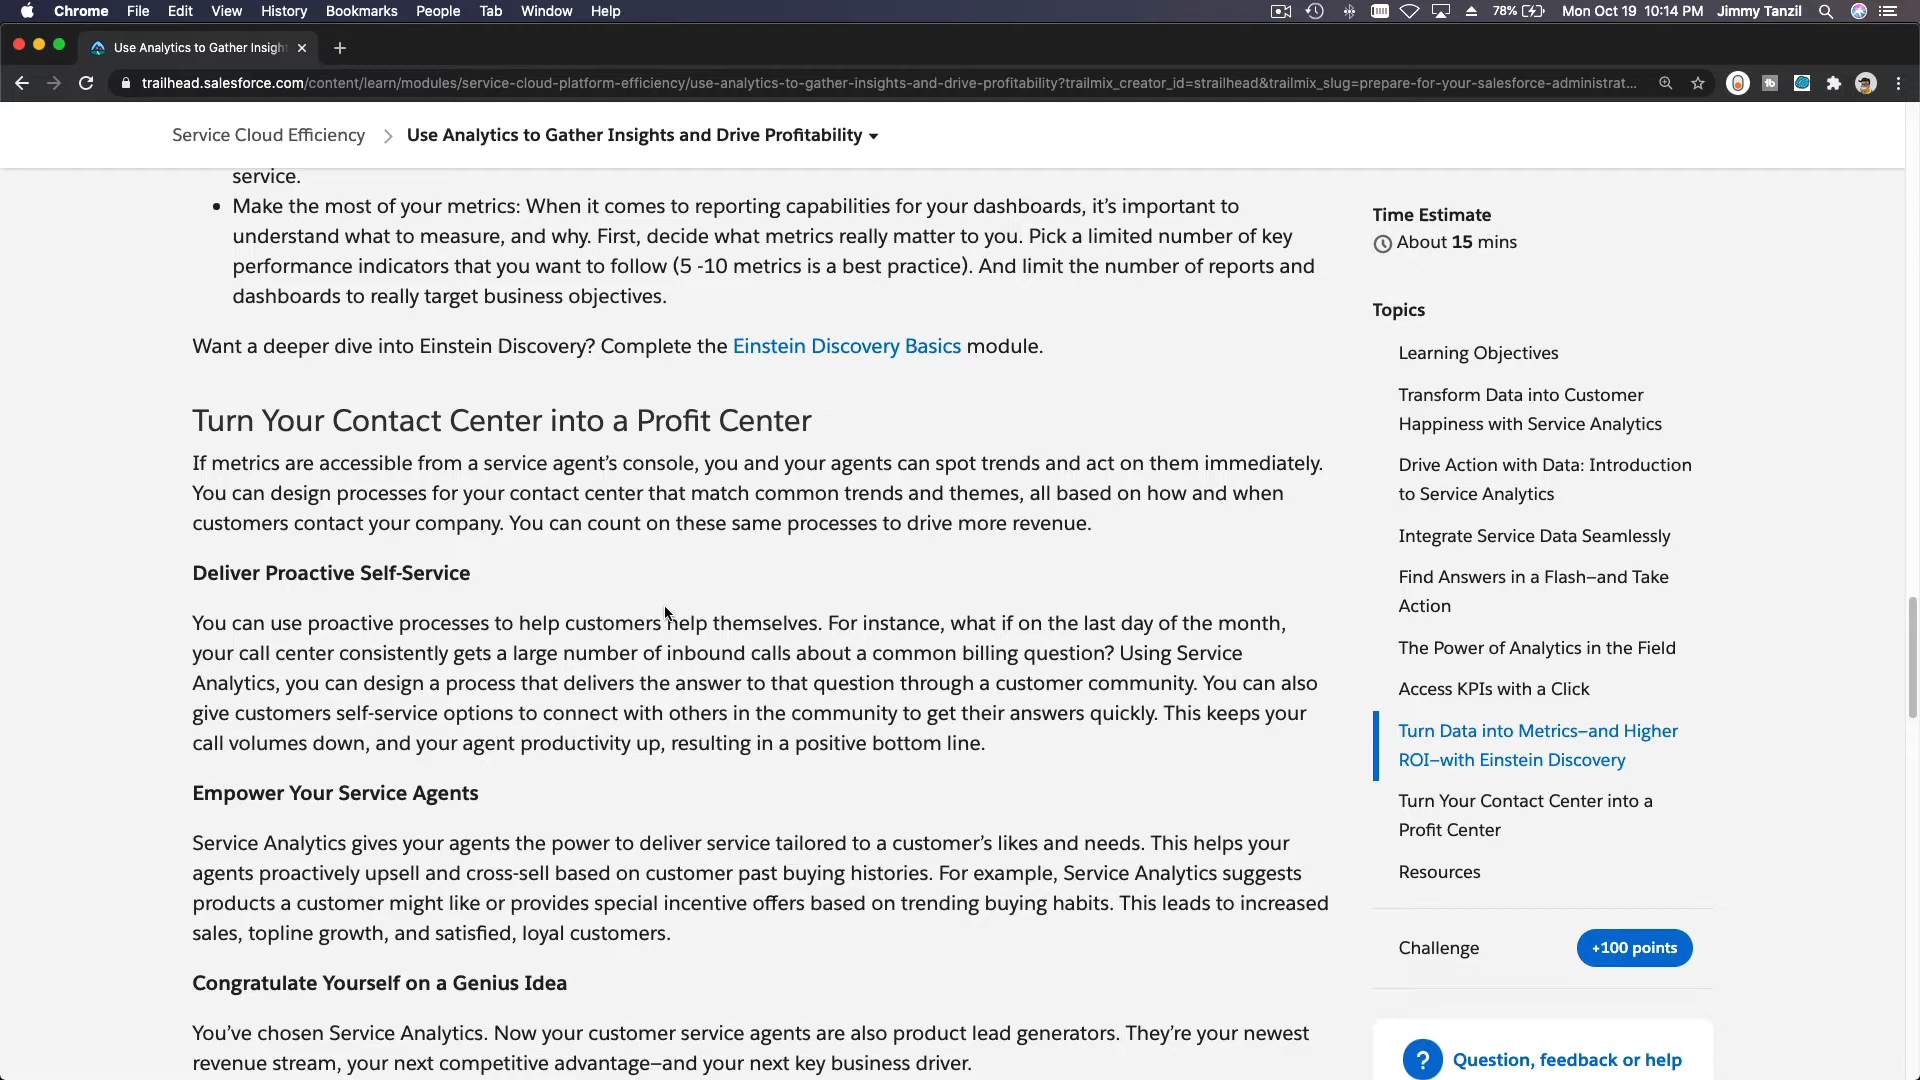 Chrome File Edit View History Bookmarks People Tab Window Help 78% Mon Oct 19 10:14 PM Jimmy Tanzil
Use Analytics to Gather Insigh
trailhead.salesforce.com/content/learn/modules/service-cloud-platform-efficiency/use-analytics-to-gather-insights-and-drive-profitability?trailmix_creator_id=strailhead&trailmix_slug=prepare-for-your-salesforce-administrat...
Service Cloud Efficiency Use Analytics to Gather Insights and Drive Profitability
service.
• Make the most of your metrics: When it comes to reporting capabilities for your dashboards, it's important to
understand what to measure, and why. First, decide what metrics really matter to you. Pick a limited number of key
performance indicators that you want to follow (5 -10 metrics is a best practice). And limit the number of reports and
dashboards to really target business objectives.
Want a deeper dive into Einstein Discovery? Complete the Einstein Discovery Basics module.
Turn Your Contact Center into a Profit Center
If metrics are accessible from a service agent's console, you and your agents can spot trends and act on them immediately.
You can design processes for your contact center that match common trends and themes, all based on how and when
customers contact your company. You can count on these same processes to drive more revenue.
Deliver Proactive Self-Service
You can use proactive processes to help customers help themselves. For instance, what if on the last day of the month,
your call center consistently gets a large number of inbound calls about a common billing question? Using Service
Analytics, you can design a process that delivers the answer to that question through a customer community. You can also
give customers self-service options to connect with others in the community to get their answers quickly. This keeps your
call volumes down, and your agent productivity up, resulting in a positive bottom line.
Empower Your Service Agents
Service Analytics gives your agents the power to deliver service tailored to a customer's likes and needs. This helps your
agents proactively upsell and cross-sell based on customer past buying histories. For example, Service Analytics suggests
products a customer might like or provides special incentive offers based on trending buying habits. This leads to increased
sales, topline growth, and satisfied, loyal customers.
Congratulate Yourself on a Genius Idea
You've chosen Service Analytics. Now your customer service agents are also product lead generators. They're your newest
revenue stream, your next competitive advantage—and your next key business driver.
Time Estimate
About 15 mins
Topics
Learning Objectives
Transform Data into Customer
Happiness with Service Analytics
Drive Action with Data: Introduction
to Service Analytics
Integrate Service Data Seamlessly
Find Answers in a Flash—and Take
Action
The Power of Analytics in the Field
Access KPIs with a Click
Turn Data into Metrics—and Higher
ROI—with Einstein Discovery
Turn Your Contact Center into a
Profit Center
Resources
Challenge +100 points
? Question, feedback or help